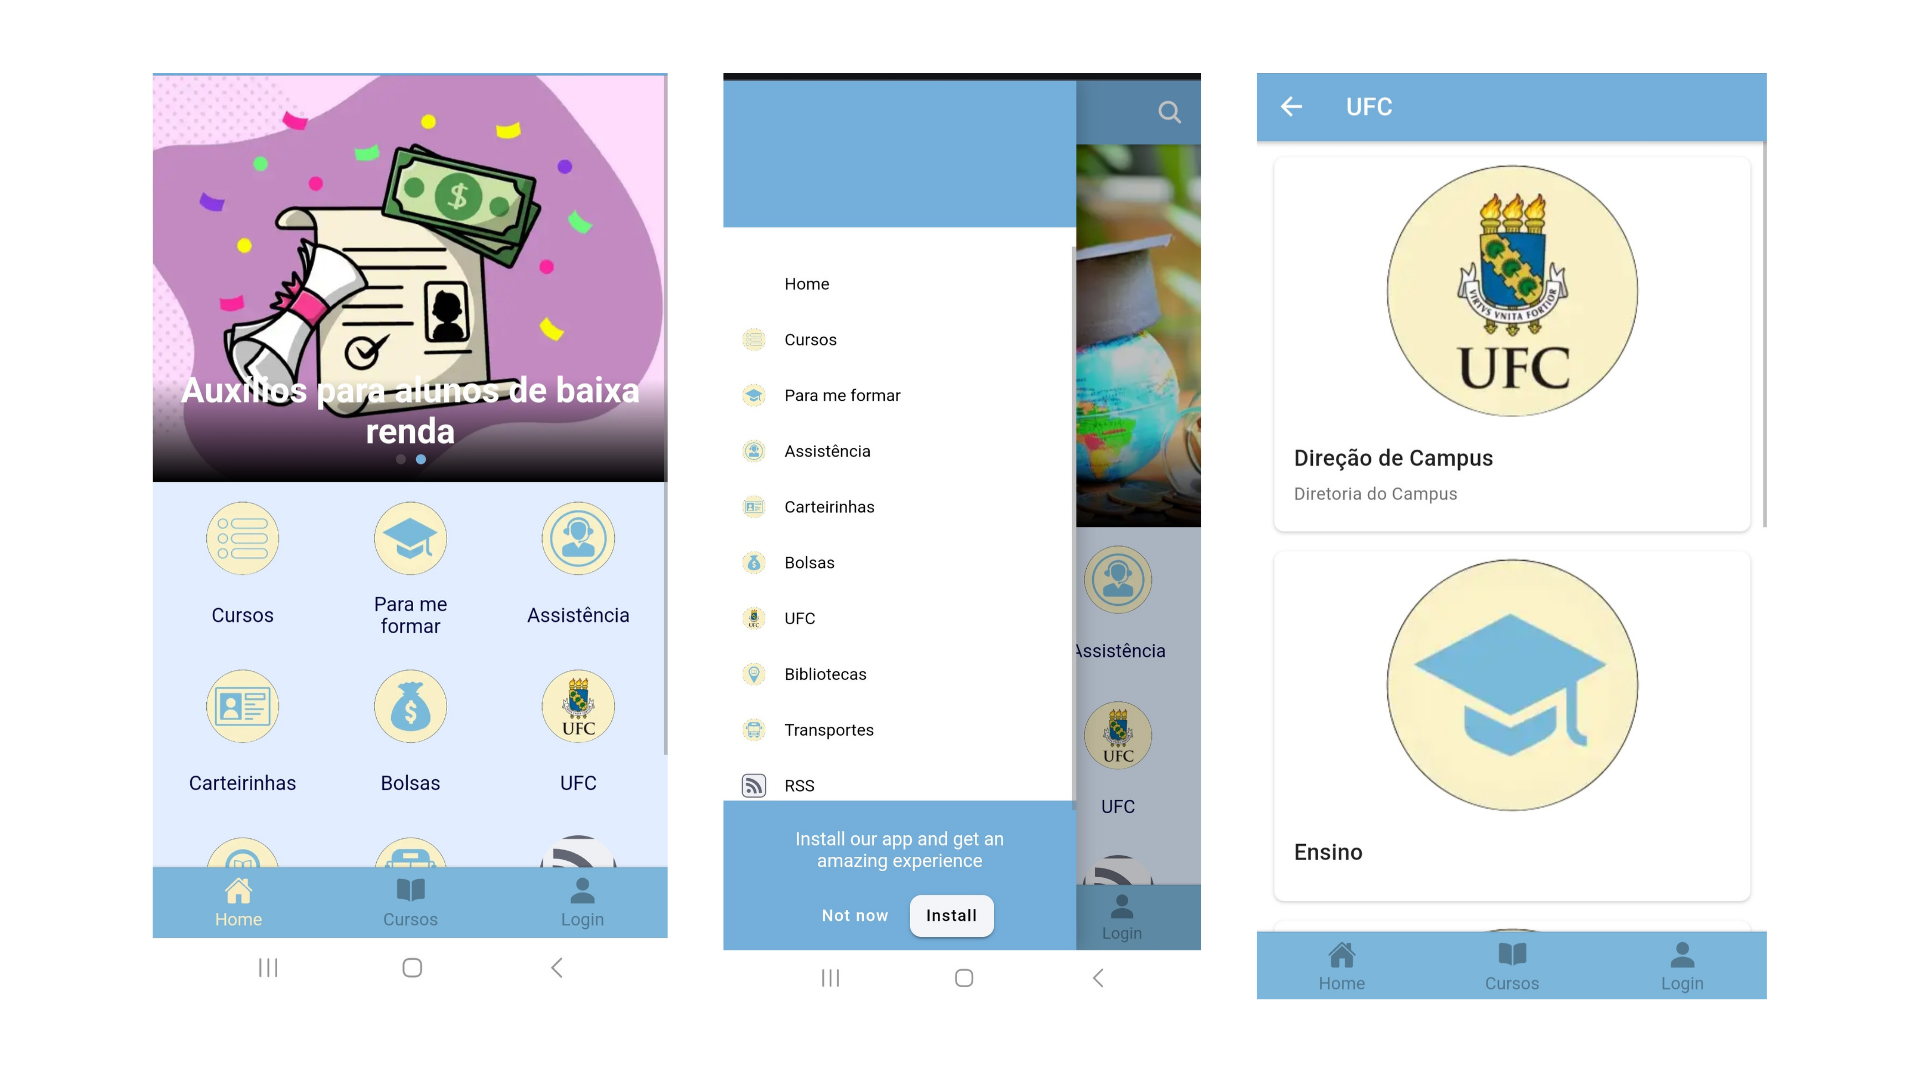 Auxílios para alunos de baixa
renda
Cursos
Para me
formar
Assistência
Carteirinhas
Bolsas
UFC
UFC
Home
Cursos
Login
Home
Cursos
Para me formar
Assistência
Carteirinhas
Bolsas
UFC
Bibliotecas
Transportes
RSS
Install our app and get an
amazing experience
Not now
Install
Assistência
UFC
UFC
Login
UFC
VIRTVS VNITA FORTIOR
UFC
Direção de Campus
Diretoria do Campus
Ensino
Home
Cursos
Login